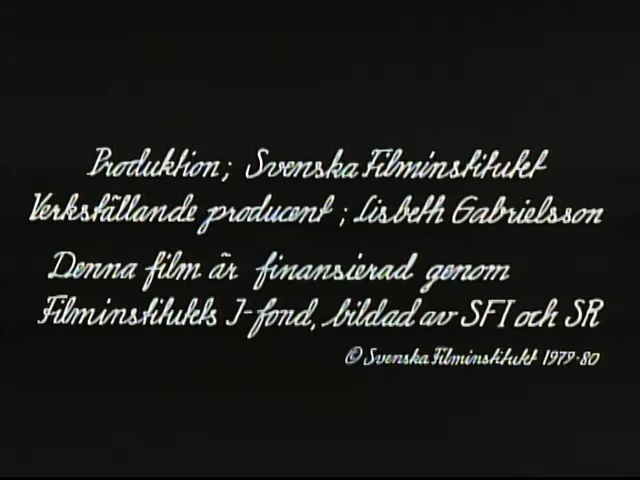 Produktion; Svenska Filminstitutet
Verkställande producent; Lisbeth Gabrielsson
Denna film är finansierad genom
Filminstitutets I-fond, bildad av SFI och SR
© Svenska Filminstitutet 1979-80